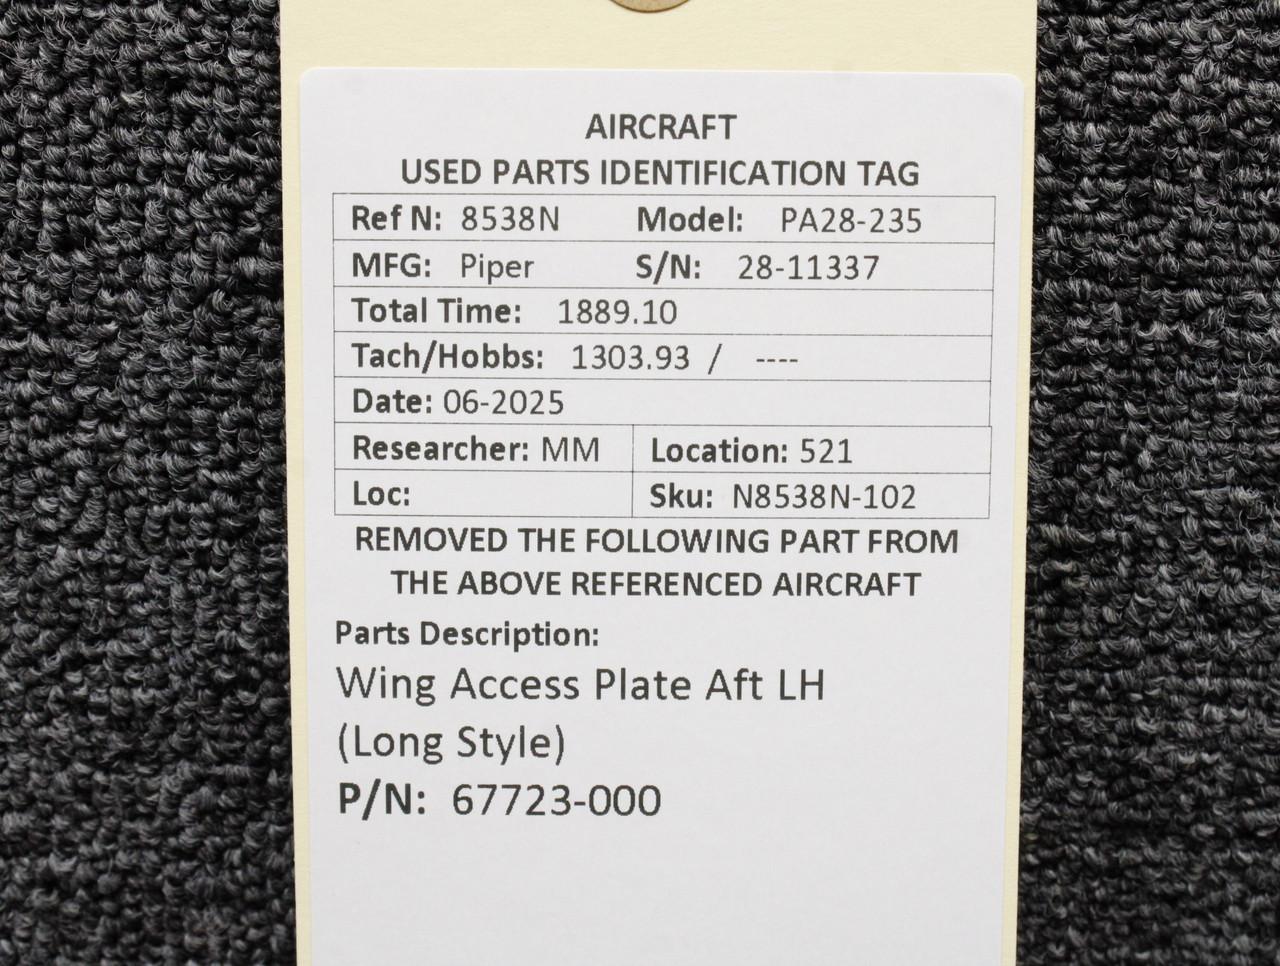 AIRCRAFT
USED PARTS IDENTIFICATION TAG
Ref N: 8538N Model: PA28-235
MFG: Piper S/N: 28-11337
Total Time: 1889.10
Tach/Hobbs: 1303.93 / ----
Date: 06-2025
Researcher: MM Location: 521
Loc: Sku: N8538N-102
REMOVED THE FOLLOWING PART FROM
THE ABOVE REFERENCED AIRCRAFT
Parts Description:
Wing Access Plate Aft LH
(Long Style)
P/N: 67723-000